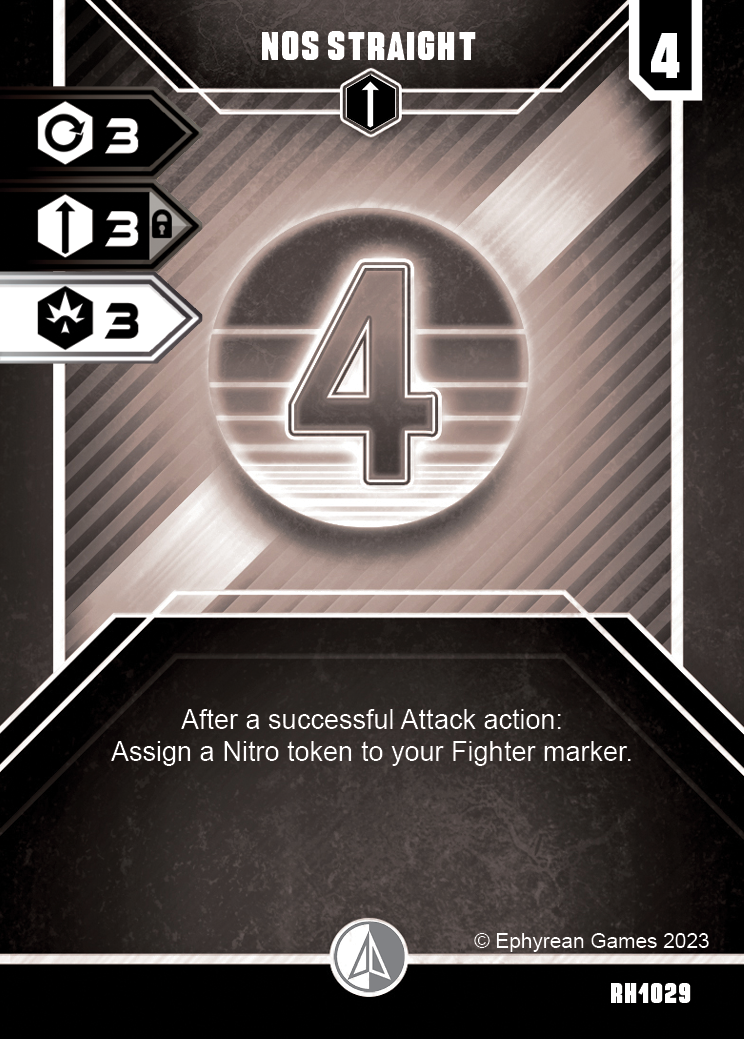 NOS STRAIGHT
4
3
3
3
4
After a successful Attack action:
Assign a Nitro token to your Fighter marker.
© Ephyrean Games 2023
RH1029